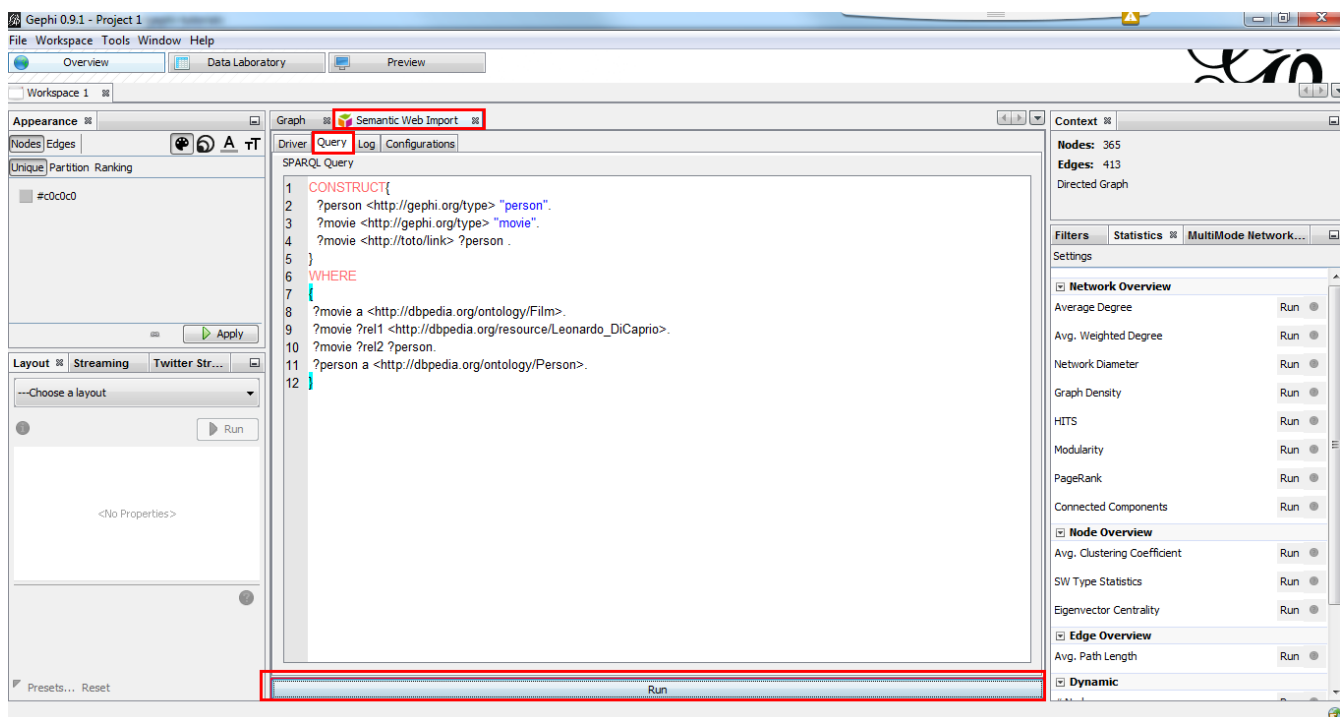 Gephi 0.9.1 - Project 1
File Workspace Tools Window Help
Overview Data Laboratory Preview
Workspace 1
Appearance
Nodes Edges
Unique Partition Ranking
#c0c0c0
Apply
Layout Streaming Twitter Str...
---Choose a layout
Run
<No Properties>
Presets... Reset
Graph Semantic Web Import
Driver Query Log Configurations
SPARQL Query
1 CONSTRUCT{
2 ?person <http://gephi.org/type> "person".
3 ?movie <http://gephi.org/type> "movie".
4 ?movie <http://toto/link> ?person .
5 }
6 WHERE
7 {
8 ?movie a <http://dbpedia.org/ontology/Film>.
9 ?movie ?rel1 <http://dbpedia.org/resource/Leonardo_DiCaprio>.
10 ?movie ?rel2 ?person.
11 ?person a <http://dbpedia.org/ontology/Person>.
12 }
Run
Context
Nodes: 365
Edges: 413
Directed Graph
Filters Statistics MultiMode Network...
Settings
Network Overview
Average Degree Run
Avg. Weighted Degree Run
Network Diameter Run
Graph Density Run
HITS Run
Modularity Run
PageRank Run
Connected Components Run
Node Overview
Avg. Clustering Coefficient Run
SW Type Statistics Run
Eigenvector Centrality Run
Edge Overview
Avg. Path Length Run
Dynamic